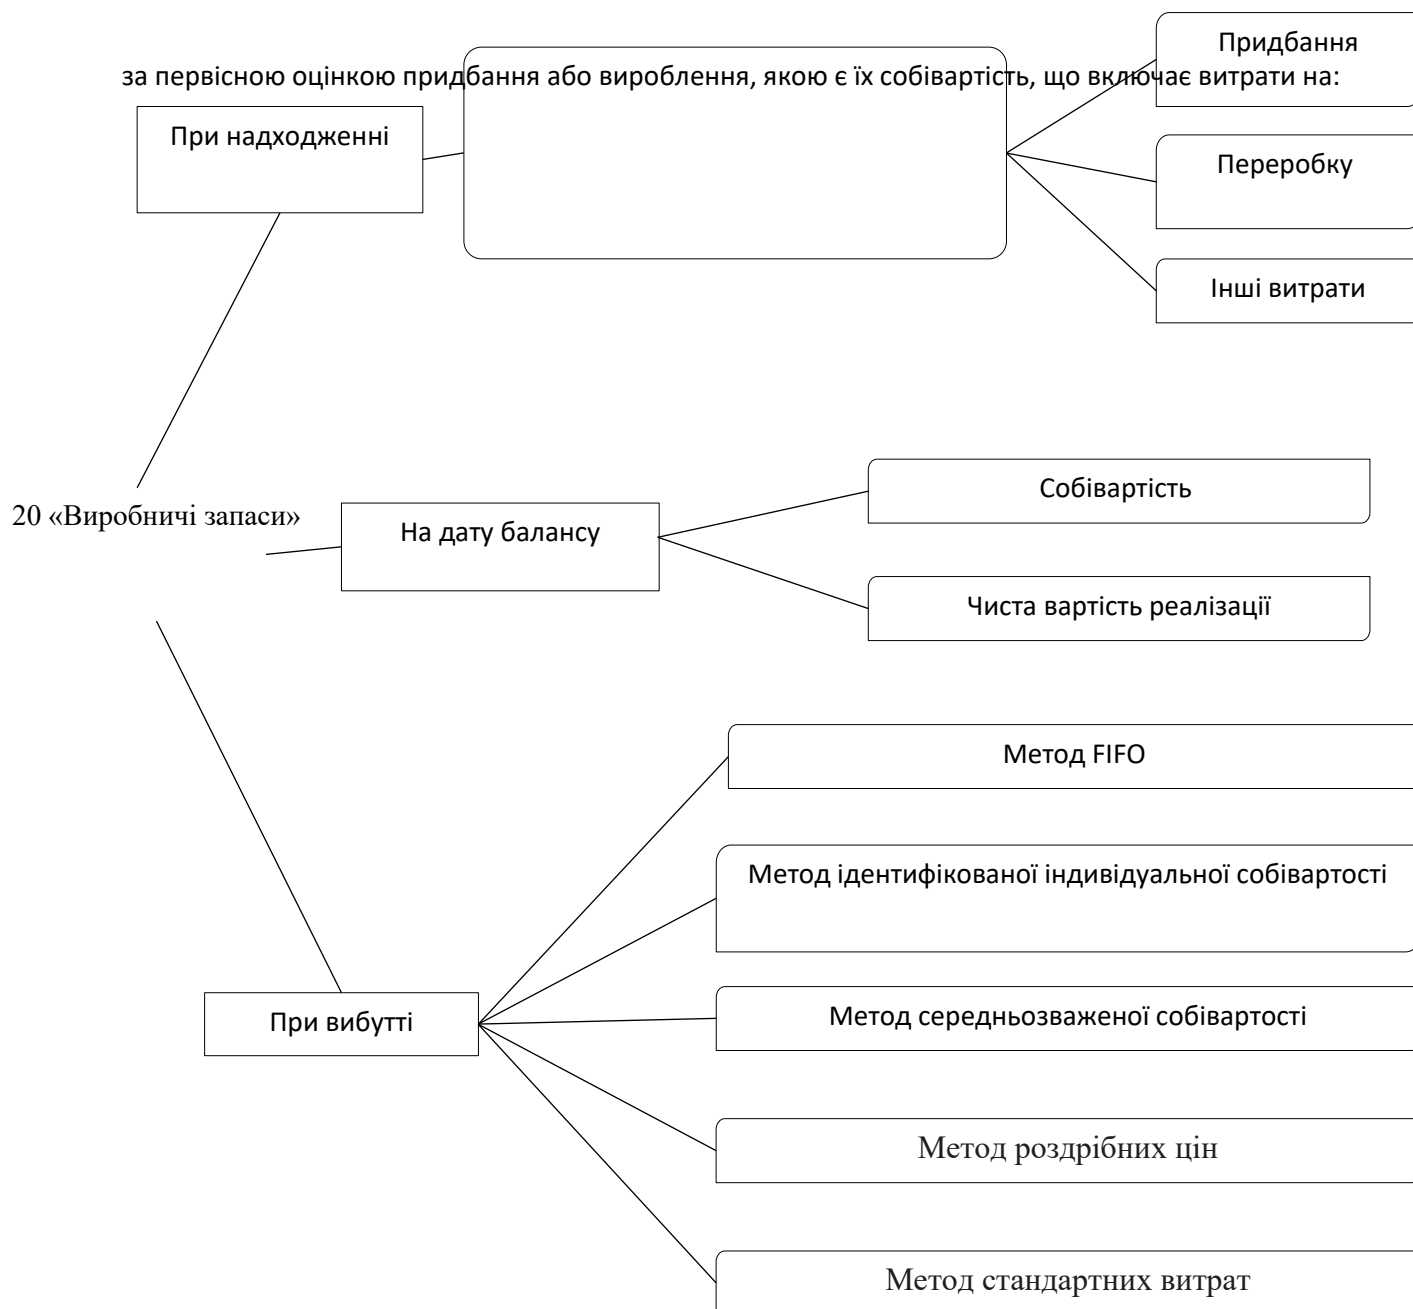 Придбання
за первісною оцінкою придбання або вироблення, якою є їх собівартість, що включає витрати на:
При надходженні
Переробку
Інші витрати
Собівартість
20 «Виробничі запаси»
На дату балансу
Чиста вартість реалізації
Метод FIFO
Метод ідентифікованої індивідуальної собівартості
При вибутті
Метод середньозваженої собівартості
Метод роздрібних цін
Метод стандартних витрат